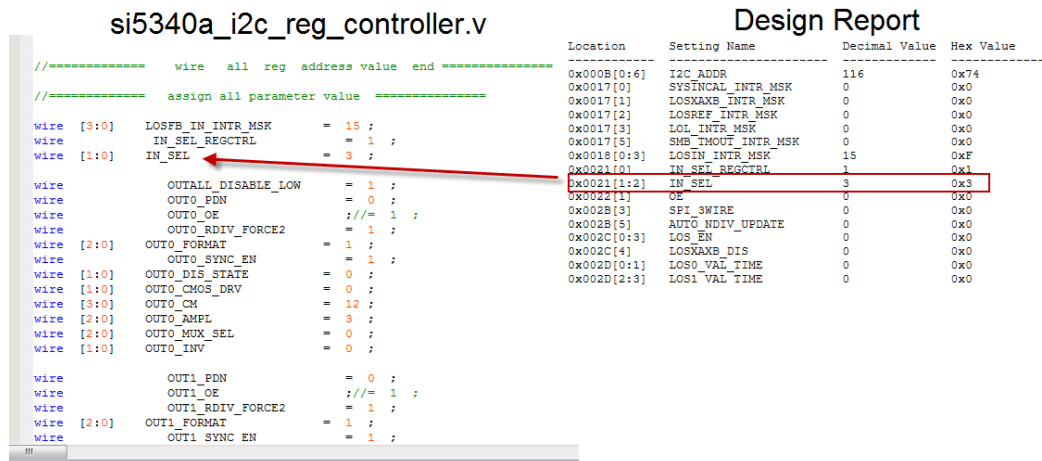 si5340a_i2c_reg_controller.v
//============= wire all reg address value end ===============
//============= assign all parameter value ===============
wire [3:0] LOSFB_IN_INTR_MSK = 15 ;
wire IN_SEL_REGCTRL = 1 ;
wire [1:0] IN_SEL = 3 ;
wire OUTALL_DISABLE_LOW = 1 ;
wire OUT0_PDN = 0 ;
wire OUT0_OE ;//= 1 ;
wire OUT0_RDIV_FORCE2 = 1 ;
wire [2:0] OUT0_FORMAT = 1 ;
wire OUT0_SYNC_EN = 1 ;
wire [1:0] OUT0_DIS_STATE = 0 ;
wire [1:0] OUT0_CMOS_DRV = 0 ;
wire [3:0] OUT0_CM = 12 ;
wire [2:0] OUT0_AMPL = 3 ;
wire [2:0] OUT0_MUX_SEL = 0 ;
wire [1:0] OUT0_INV = 0 ;
wire OUT1_PDN = 0 ;
wire OUT1_OE ;//= 1 ;
wire OUT1_RDIV_FORCE2 = 1 ;
wire [2:0] OUT1_FORMAT = 1 ;
wire OUT1_SYNC_EN = 1 ;
Design Report
Location Setting Name Decimal Value Hex Value
------------ ---------------------- ------------- -------------
0x000B[0:6] I2C_ADDR 116 0x74
0x0017[0] SYSINCAL_INTR_MSK 0 0x0
0x0017[1] LOSXAXB_INTR_MSK 0 0x0
0x0017[2] LOSREF_INTR_MSK 0 0x0
0x0017[3] LOL_INTR_MSK 0 0x0
0x0017[5] SMB_TMOUT_INTR_MSK 0 0x0
0x0018[0:3] LOSIN_INTR_MSK 15 0xF
0x0021[0] IN_SEL_REGCTRL 1 0x1
0x0021[1:2] IN_SEL 3 0x3
0x0022[1] OE 0 0x0
0x002B[3] SPI_3WIRE 0 0x0
0x002B[5] AUTO_NDIV_UPDATE 0 0x0
0x002C[0:3] LOS_EN 0 0x0
0x002C[4] LOSXAXB_DIS 0 0x0
0x002D[0:1] LOS0_VAL_TIME 0 0x0
0x002D[2:3] LOS1_VAL_TIME 0 0x0